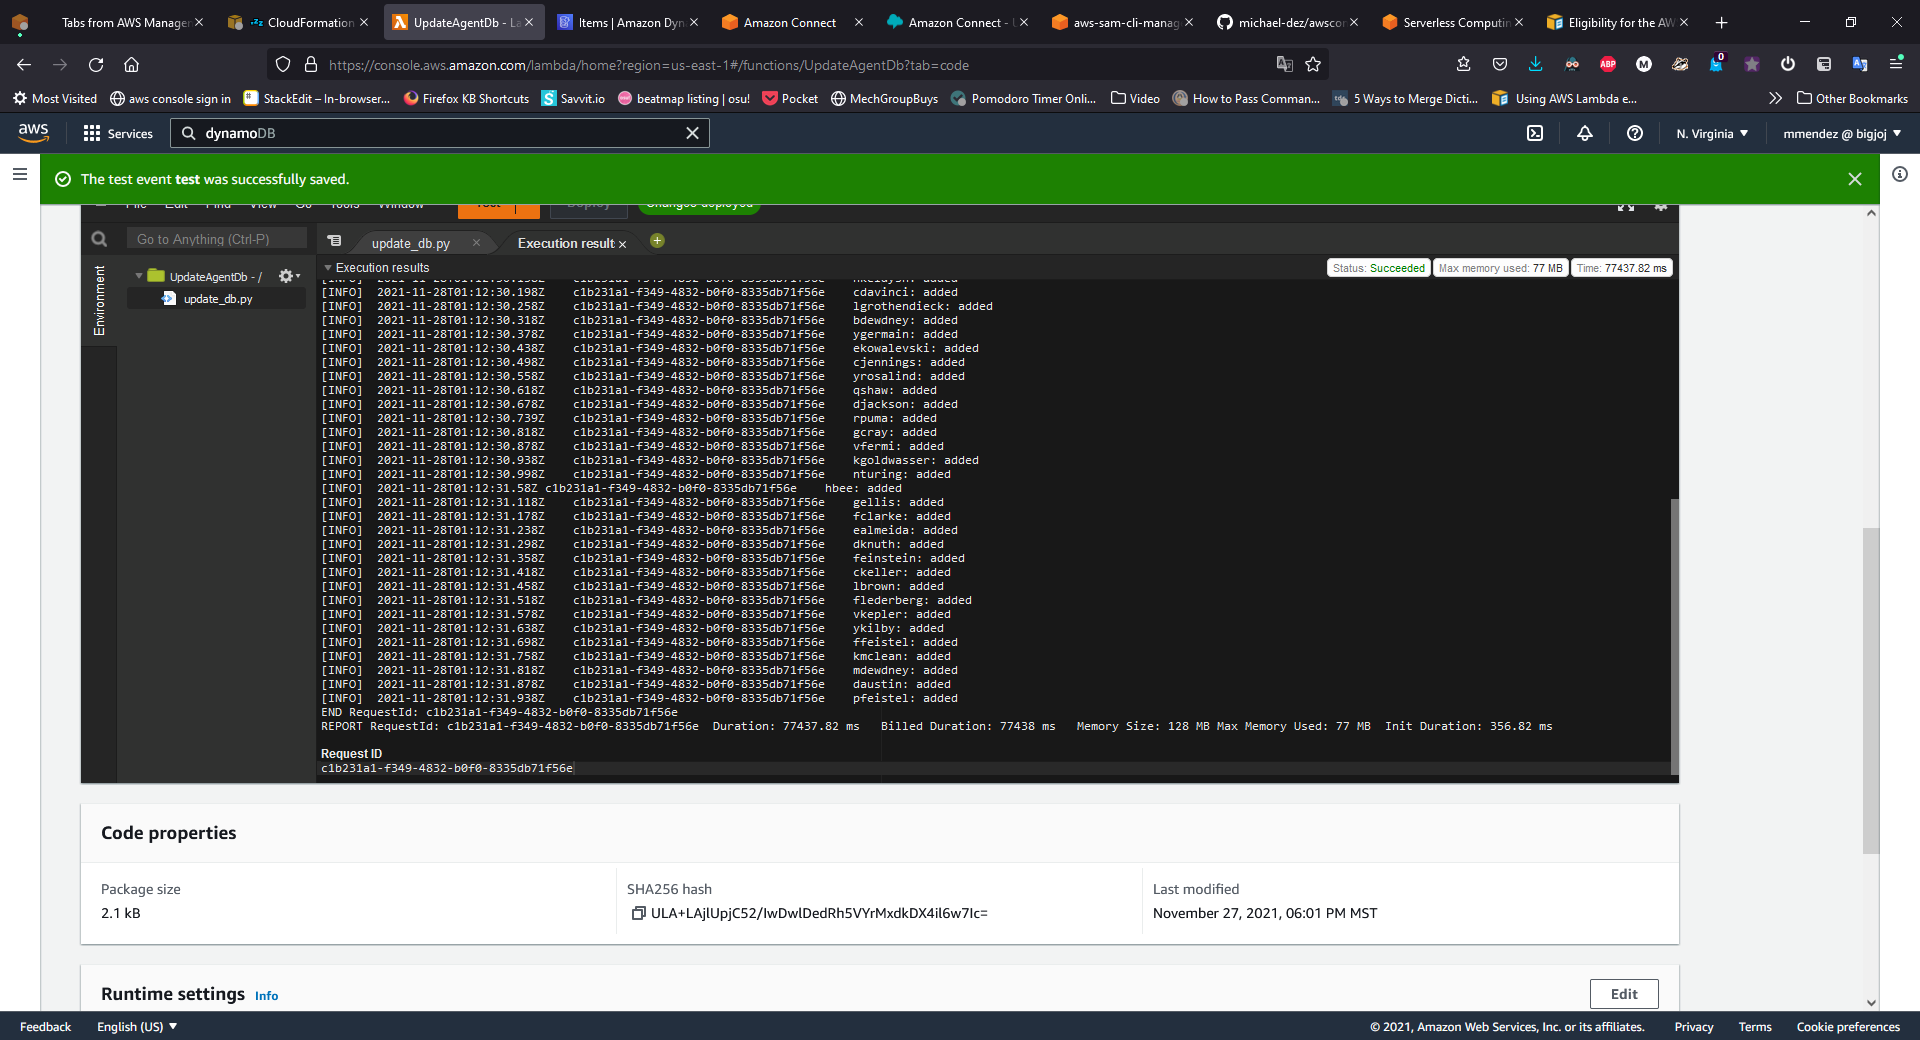 Tabs from AWS Manager
CloudFormation
UpdateAgentDb - La
Items | Amazon Dyn
Amazon Connect
Amazon Connect - U
aws-sam-cli-manag
michael-dez/awscon
Serverless Computin
Eligibility for the AW
https://console.aws.amazon.com/lambda/home?region=us-east-1#/functions/UpdateAgentDb?tab=code
Most Visited
aws console sign in
StackEdit – In-browser...
Firefox KB Shortcuts
Savvit.io
beatmap listing | osu!
Pocket
MechGroupBuys
Pomodoro Timer Onli...
Video
How to Pass Comman...
5 Ways to Merge Dicti...
Using AWS Lambda e...
Other Bookmarks
aws
Services
dynamoDB
N. Virginia
mmendez @ bigjoj
The test event test was successfully saved.
File Edit Find View Go Tools Window
Test
Deploy
Changes deployed
Go to Anything (Ctrl-P)
update_db.py
Execution result
Environment
UpdateAgentDb - /
update_db.py
Execution results
Status: Succeeded
Max memory used: 77 MB
Time: 77437.82 ms
[INFO] 2021-11-28T01:12:30.198Z c1b231a1-f349-4832-b0f0-8335db71f56e cdavinci: added
[INFO] 2021-11-28T01:12:30.258Z c1b231a1-f349-4832-b0f0-8335db71f56e lgrothendieck: added
[INFO] 2021-11-28T01:12:30.318Z c1b231a1-f349-4832-b0f0-8335db71f56e bdewdney: added
[INFO] 2021-11-28T01:12:30.378Z c1b231a1-f349-4832-b0f0-8335db71f56e ygermain: added
[INFO] 2021-11-28T01:12:30.438Z c1b231a1-f349-4832-b0f0-8335db71f56e ekowalevski: added
[INFO] 2021-11-28T01:12:30.498Z c1b231a1-f349-4832-b0f0-8335db71f56e cjennings: added
[INFO] 2021-11-28T01:12:30.558Z c1b231a1-f349-4832-b0f0-8335db71f56e yrosalind: added
[INFO] 2021-11-28T01:12:30.618Z c1b231a1-f349-4832-b0f0-8335db71f56e qshaw: added
[INFO] 2021-11-28T01:12:30.678Z c1b231a1-f349-4832-b0f0-8335db71f56e djackson: added
[INFO] 2021-11-28T01:12:30.739Z c1b231a1-f349-4832-b0f0-8335db71f56e rpuma: added
[INFO] 2021-11-28T01:12:30.818Z c1b231a1-f349-4832-b0f0-8335db71f56e gcray: added
[INFO] 2021-11-28T01:12:30.878Z c1b231a1-f349-4832-b0f0-8335db71f56e vfermi: added
[INFO] 2021-11-28T01:12:30.938Z c1b231a1-f349-4832-b0f0-8335db71f56e kgoldwasser: added
[INFO] 2021-11-28T01:12:30.998Z c1b231a1-f349-4832-b0f0-8335db71f56e nturing: added
[INFO] 2021-11-28T01:12:31.58Z c1b231a1-f349-4832-b0f0-8335db71f56e hbee: added
[INFO] 2021-11-28T01:12:31.118Z c1b231a1-f349-4832-b0f0-8335db71f56e gellis: added
[INFO] 2021-11-28T01:12:31.178Z c1b231a1-f349-4832-b0f0-8335db71f56e fclarke: added
[INFO] 2021-11-28T01:12:31.238Z c1b231a1-f349-4832-b0f0-8335db71f56e ealmeida: added
[INFO] 2021-11-28T01:12:31.298Z c1b231a1-f349-4832-b0f0-8335db71f56e dknuth: added
[INFO] 2021-11-28T01:12:31.358Z c1b231a1-f349-4832-b0f0-8335db71f56e feinstein: added
[INFO] 2021-11-28T01:12:31.418Z c1b231a1-f349-4832-b0f0-8335db71f56e ckeller: added
[INFO] 2021-11-28T01:12:31.458Z c1b231a1-f349-4832-b0f0-8335db71f56e lbrown: added
[INFO] 2021-11-28T01:12:31.518Z c1b231a1-f349-4832-b0f0-8335db71f56e flederberg: added
[INFO] 2021-11-28T01:12:31.578Z c1b231a1-f349-4832-b0f0-8335db71f56e vkepler: added
[INFO] 2021-11-28T01:12:31.638Z c1b231a1-f349-4832-b0f0-8335db71f56e ykilby: added
[INFO] 2021-11-28T01:12:31.698Z c1b231a1-f349-4832-b0f0-8335db71f56e ffeistel: added
[INFO] 2021-11-28T01:12:31.758Z c1b231a1-f349-4832-b0f0-8335db71f56e kmclean: added
[INFO] 2021-11-28T01:12:31.818Z c1b231a1-f349-4832-b0f0-8335db71f56e mdewdney: added
[INFO] 2021-11-28T01:12:31.878Z c1b231a1-f349-4832-b0f0-8335db71f56e daustin: added
[INFO] 2021-11-28T01:12:31.938Z c1b231a1-f349-4832-b0f0-8335db71f56e pfeistel: added
END RequestId: c1b231a1-f349-4832-b0f0-8335db71f56e
REPORT RequestId: c1b231a1-f349-4832-b0f0-8335db71f56e Duration: 77437.82 ms Billed Duration: 77438 ms Memory Size: 128 MB Max Memory Used: 77 MB Init Duration: 356.82 ms
Request ID
c1b231a1-f349-4832-b0f0-8335db71f56e
Code properties
Package size
2.1 kB
SHA256 hash
ULA+LAjlUpjC52/IwDwlDedRh5VYrMxdkDX4il6w7Ic=
Last modified
November 27, 2021, 06:01 PM MST
Runtime settings Info
Edit
Feedback
English (US)
© 2021, Amazon Web Services, Inc. or its affiliates.
Privacy
Terms
Cookie preferences